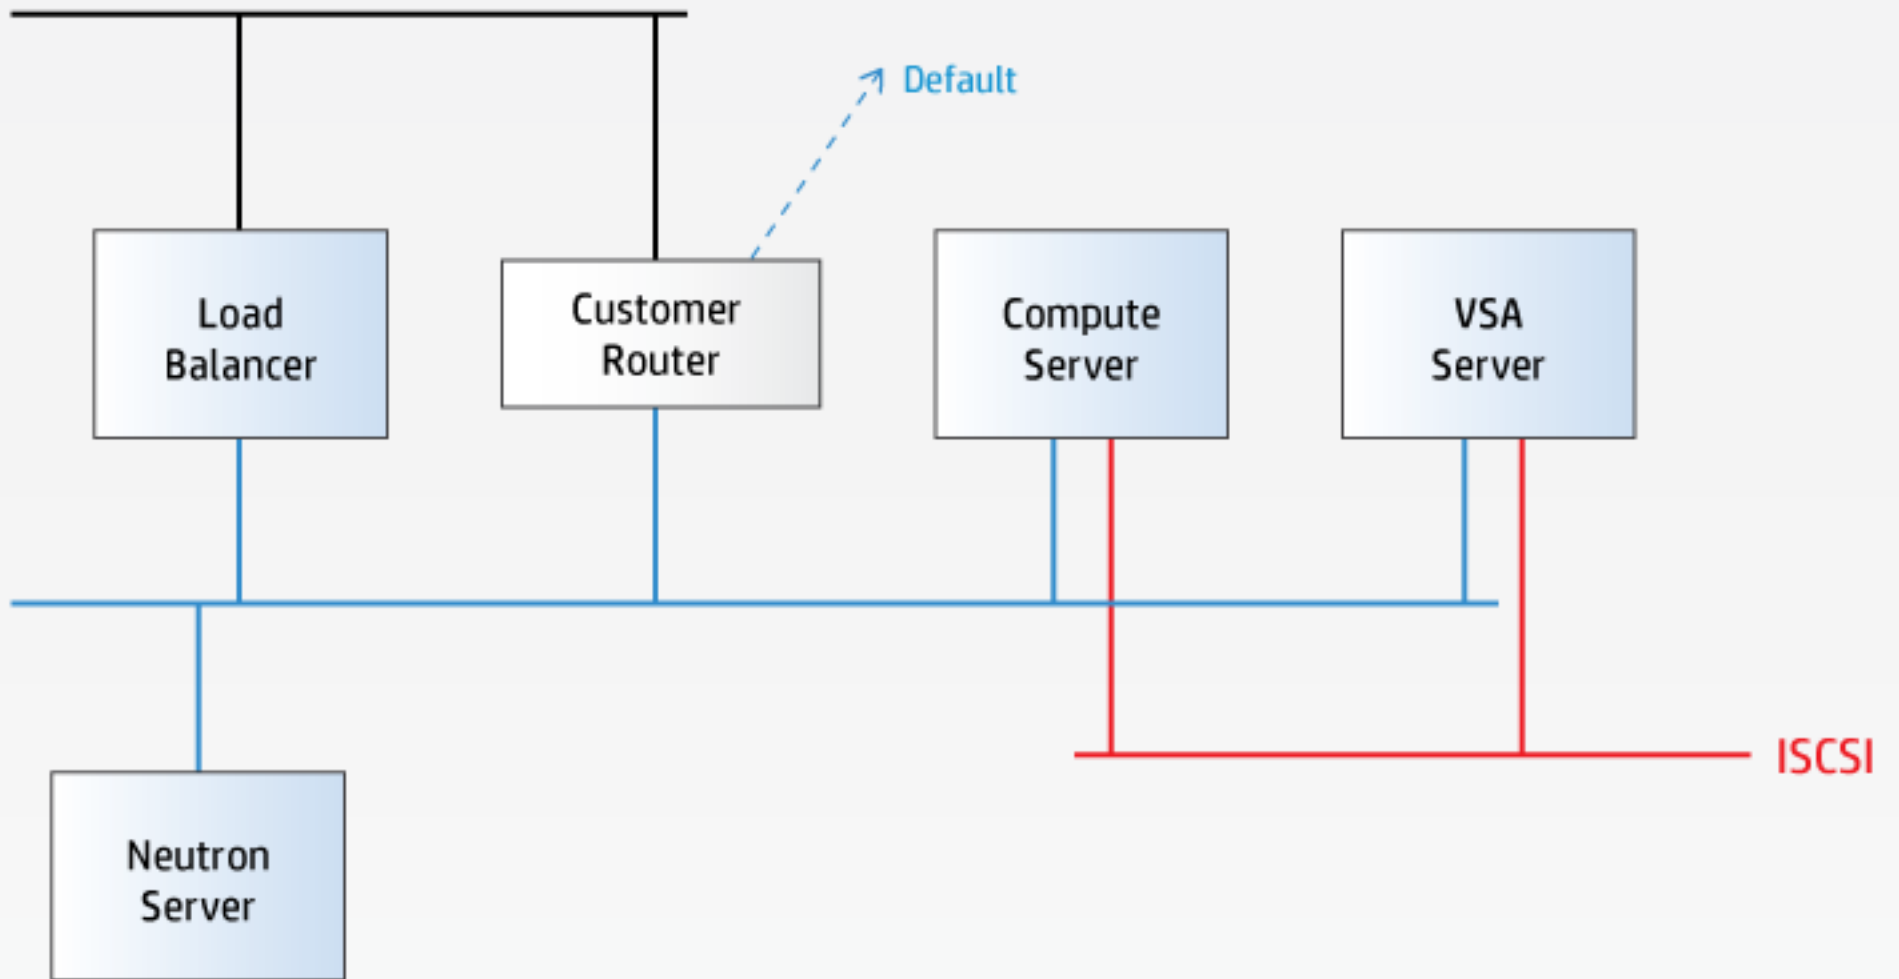 Default
Load
Balancer
Customer
Router
Compute
Server
VSA
Server
ISCSI
Neutron
Server